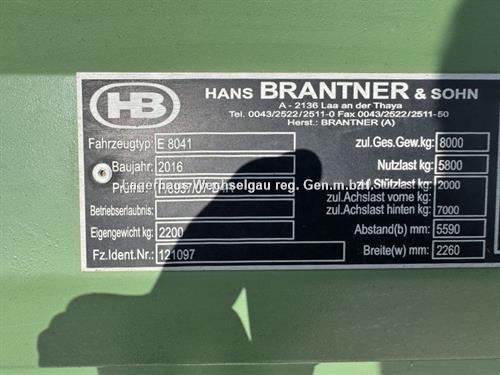 HB
HANS BRANTNER & SOHN
A - 2136 Laa an der Thaya
Tel. 0043/2522/2511-0 Fax 0043/2522/2511-50
Herst.: BRANTNER (A)
Fahrzeugtyp: E 8041
zul.Ges.Gew.kg: 8000
Baujahr: 2016
Nutzlast kg: 5800
Lagerhaus Wechselgau reg. Gen.m.b.H.
zul.Stützlast kg: 2000
Betriebserlaubnis:
zul.Achslast vorne kg:
zul.Achslast hinten kg: 7000
Eigengewicht kg: 2200
Abstand(b) mm: 5590
Fz.Ident.Nr.: 121097
Breite(w) mm: 2260